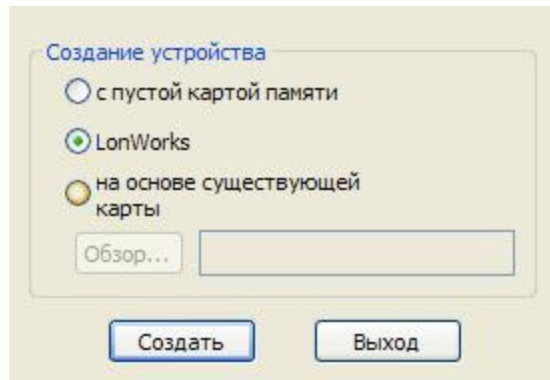 Создание устройства
с пустой картой памяти
LonWorks
на основе существующей
карты
Обзор...
Создать
Выход